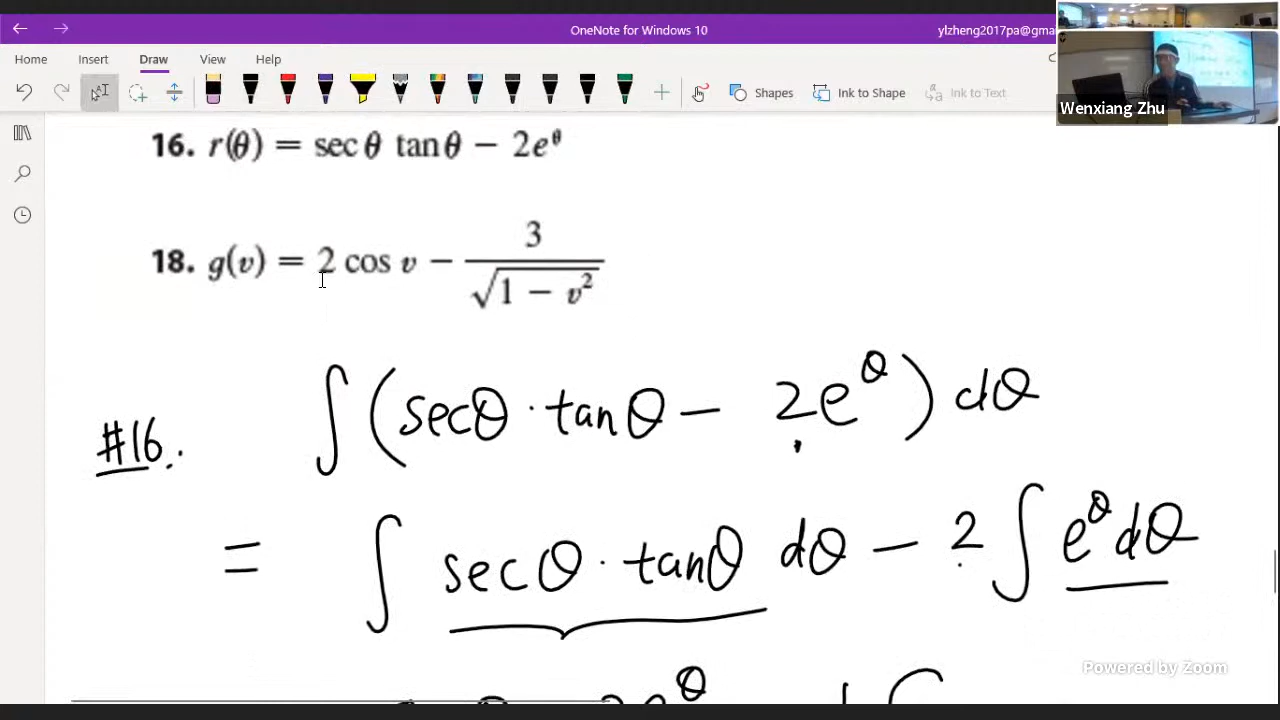 OneNote for Windows 10
ylzheng2017pa@gma
Home Insert Draw View Help
Shapes Ink to Shape Ink to Text
Wenxiang Zhu
16. r(θ) = sec θ tan θ − 2e^θ
18. g(v) = 2 cos v − 3/√(1 − v²)
#16. ∫ (secθ · tanθ − 2e^θ) dθ
= ∫ secθ · tanθ dθ − 2 ∫ e^θ dθ
Powered by Zoom